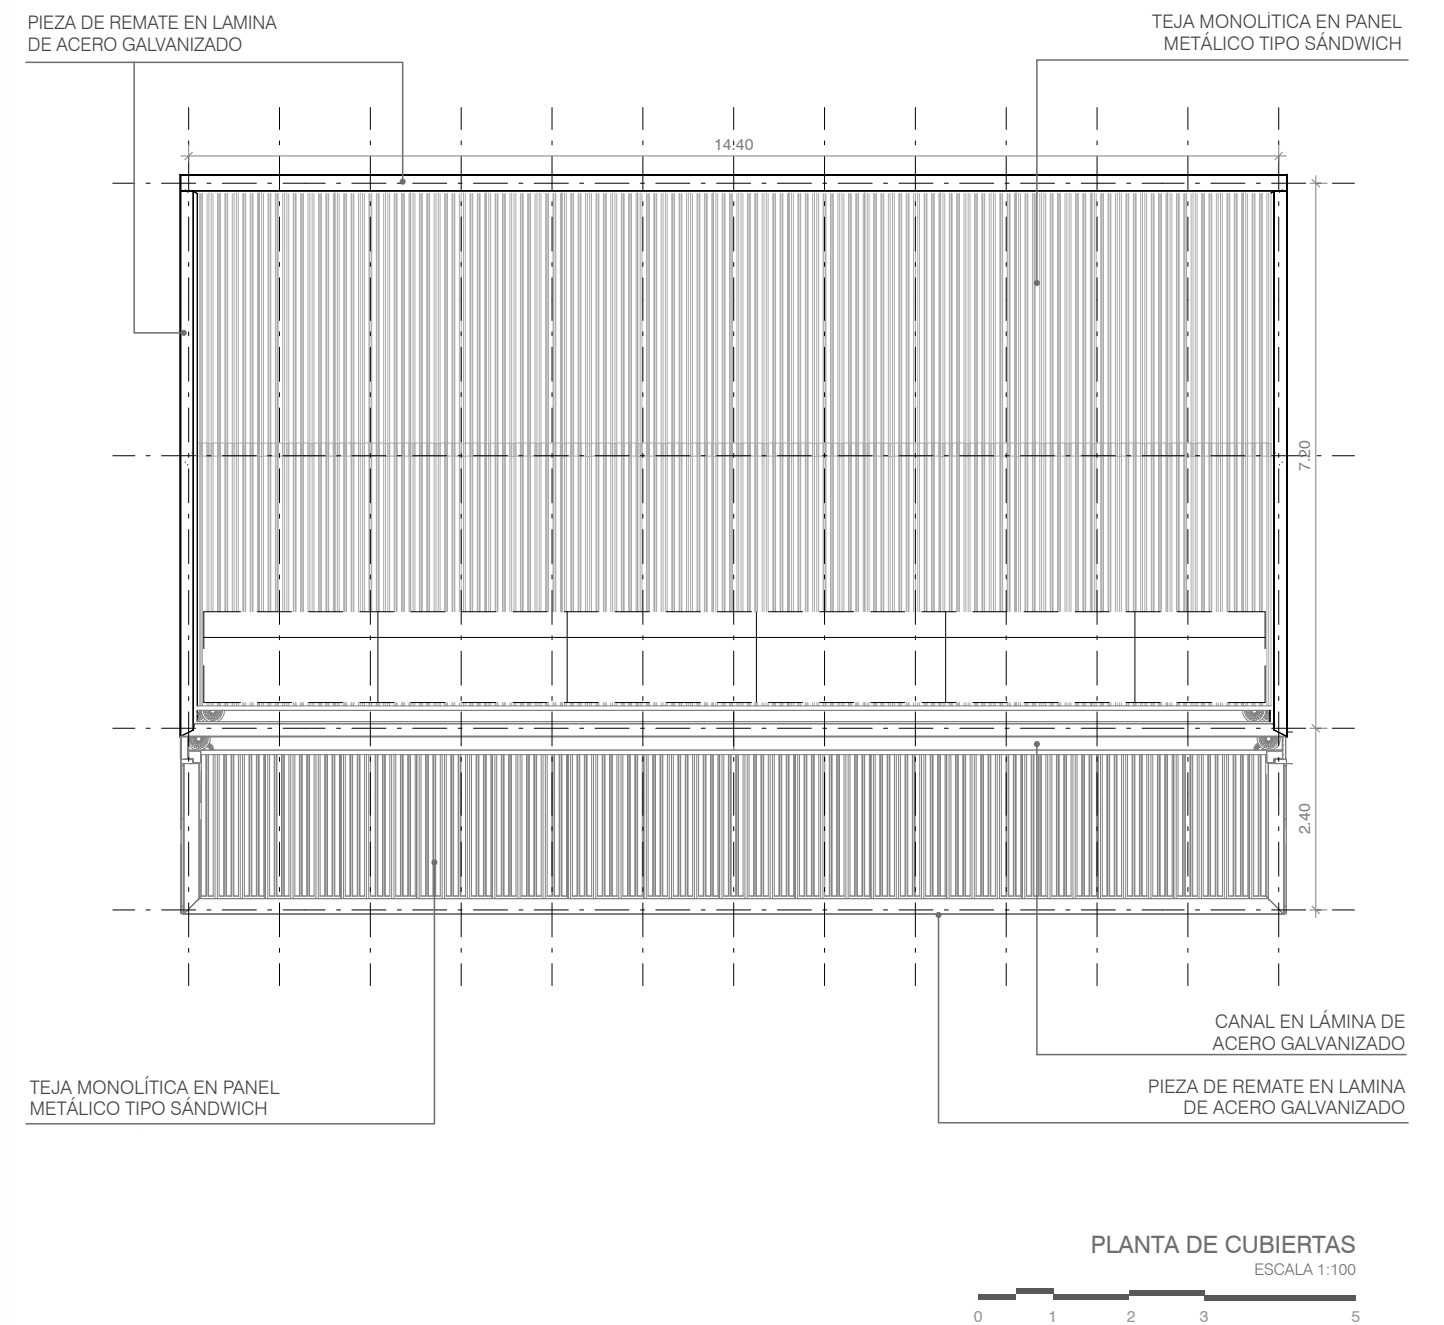 PIEZA DE REMATE EN LAMINA
DE ACERO GALVANIZADO
TEJA MONOLÍTICA EN PANEL
METÁLICO TIPO SÁNDWICH
14.40
7.20
2.40
CANAL EN LÁMINA DE
ACERO GALVANIZADO
TEJA MONOLÍTICA EN PANEL
METÁLICO TIPO SÁNDWICH
PIEZA DE REMATE EN LAMINA
DE ACERO GALVANIZADO
PLANTA DE CUBIERTAS
ESCALA 1:100
0 1 2 3 5